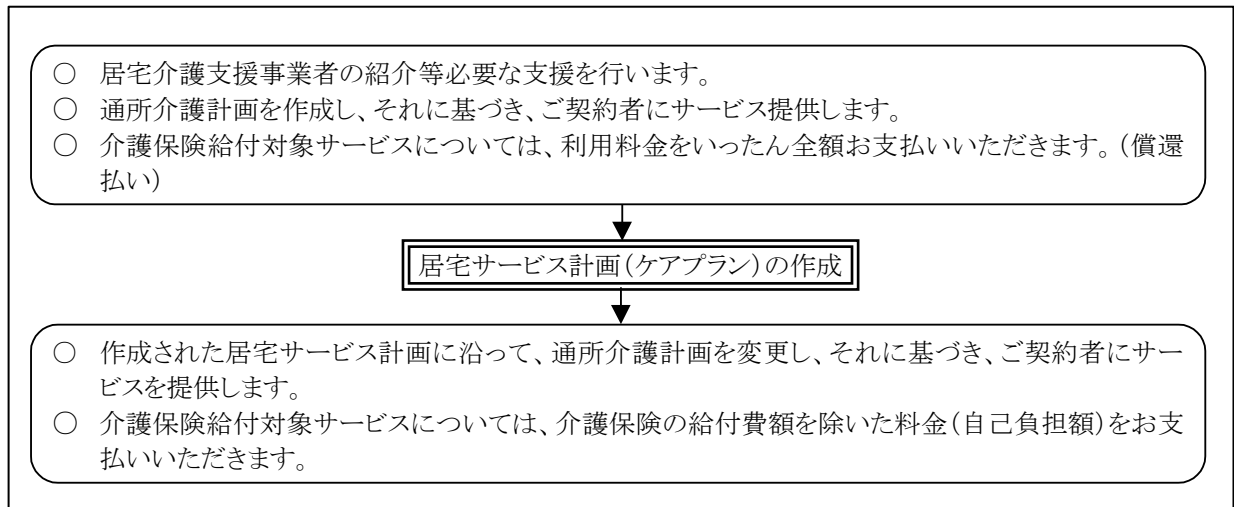 ○ 居宅介護支援事業者の紹介等必要な支援を行います。
○ 通所介護計画を作成し、それに基づき、ご契約者にサービス提供します。
○ 介護保険給付対象サービスについては、利用料金をいったん全額お支払いいただきます。(償還
払い)
居宅サービス計画(ケアプラン)の作成
○ 作成された居宅サービス計画に沿って、通所介護計画を変更し、それに基づき、ご契約者にサー
ビスを提供します。
○ 介護保険給付対象サービスについては、介護保険の給付費額を除いた料金(自己負担額)をお支
払いいただきます。